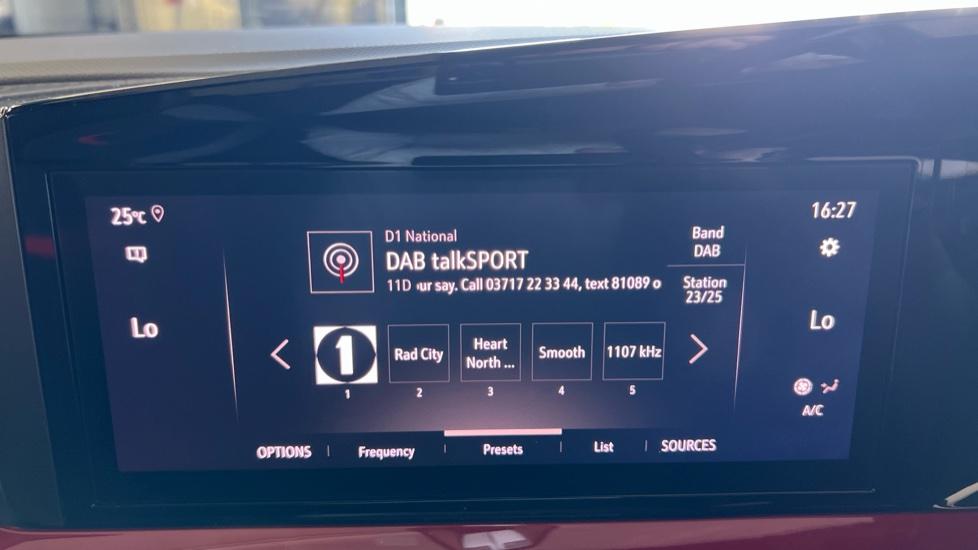 25°C
16:27
D1 National
DAB talkSPORT
11D ur say. Call 03717 22 33 44, text 81089 o
Band
DAB
Station
23/25
Lo
Lo
1
Rad City
Heart
North ...
Smooth
1107 kHz
1
2
3
4
5
A/C
OPTIONS
Frequency
Presets
List
SOURCES